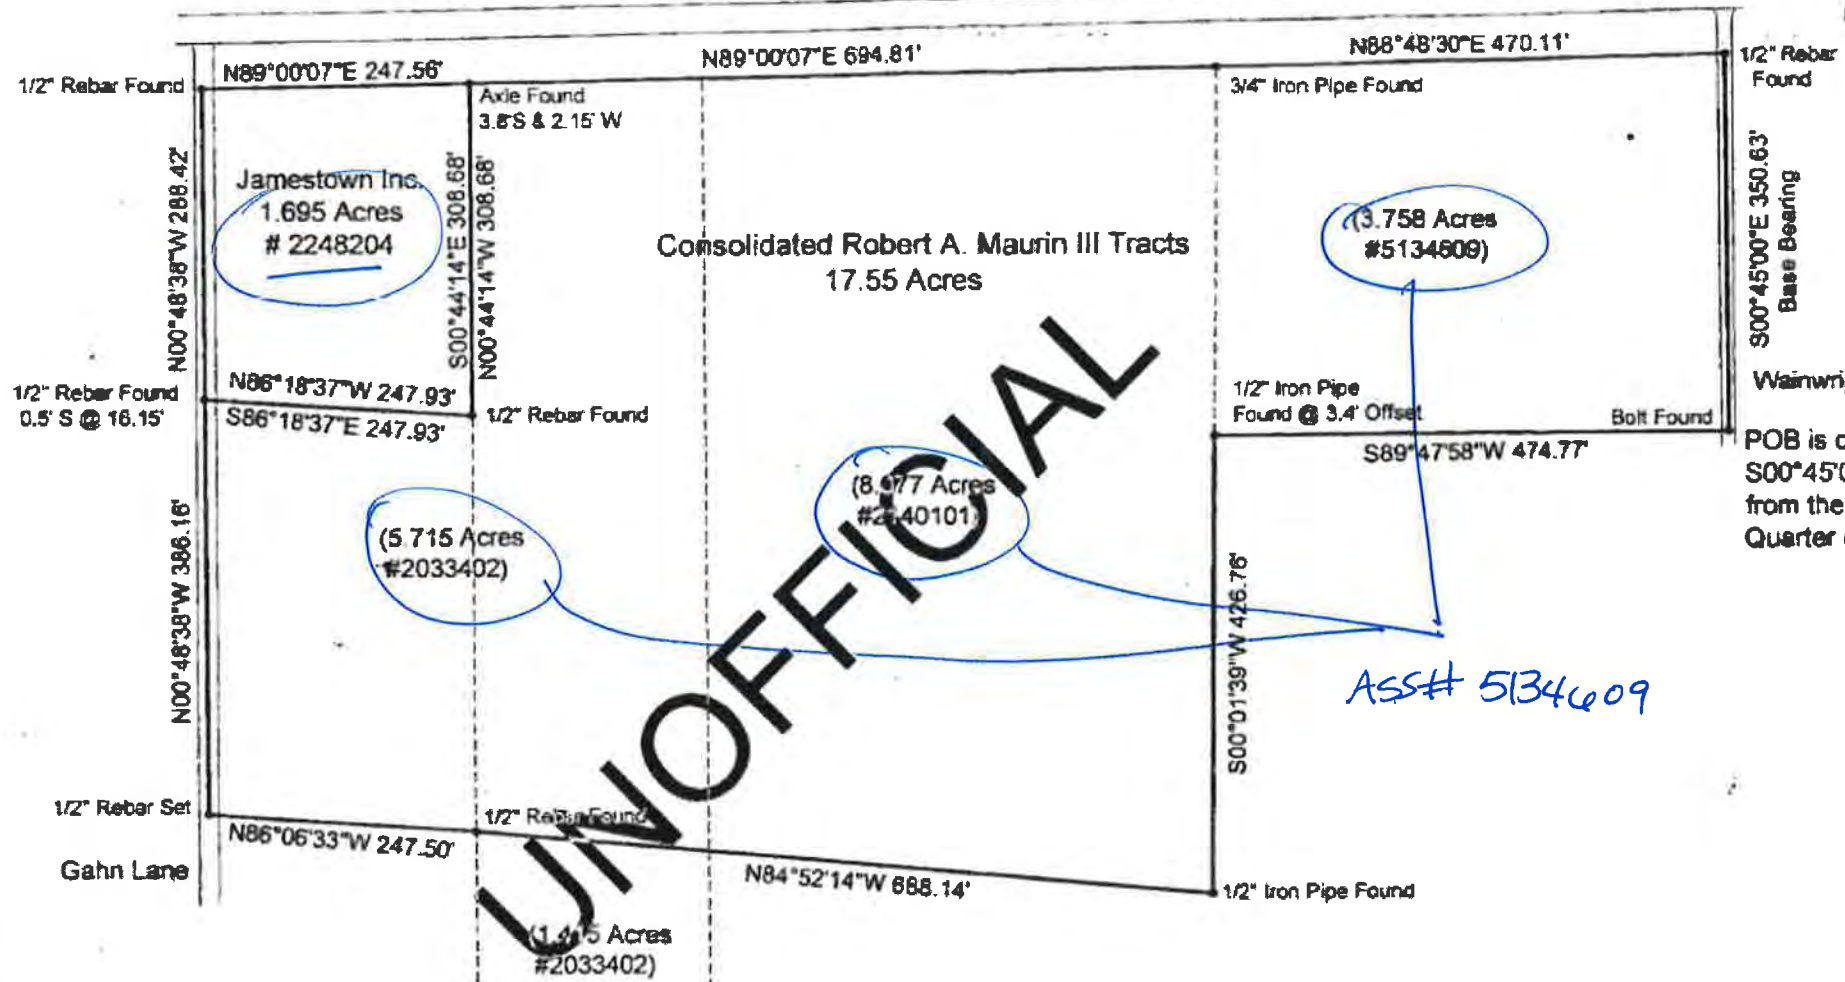 N89°00'07"E 247.56'
N89°00'07"E 694.81'
N88°48'30"E 470.11'
1/2" Rebar Found
Axle Found
3.8'S & 2.15' W
3/4" Iron Pipe Found
1/2" Rebar
Found
N00°48'38"W 288.42'
Jamestown Inc.
1.695 Acres
# 2248204
S00°44'14"E 308.68'
N00°44'14"W 308.68'
Consolidated Robert A. Maurin III Tracts
17.55 Acres
(3.758 Acres
#5134609)
S00°45'00"E 350.63'
Base Bearing
1/2" Rebar Found
0.5' S @ 16.15'
N86°18'37"W 247.93'
S86°18'37"E 247.93'
1/2" Rebar Found
1/2" Iron Pipe
Found @ 3.4' Offset
Bolt Found
S89°47'58"W 474.77'
POB is
S00°45'
from the
Quarter
N00°48'38"W 386.16'
(5.715 Acres
#2033402)
Acres
UNOFFICIAL
S00°01'39"W 426.76'
ASS# 5134609
1/2" Rebar Set
N86°06'33"W 247.50'
1/2" Rebar Found
N84°52'14"W 688.14'
1/2" Iron Pipe Found
Gahn Lane
Acres
#2033402)